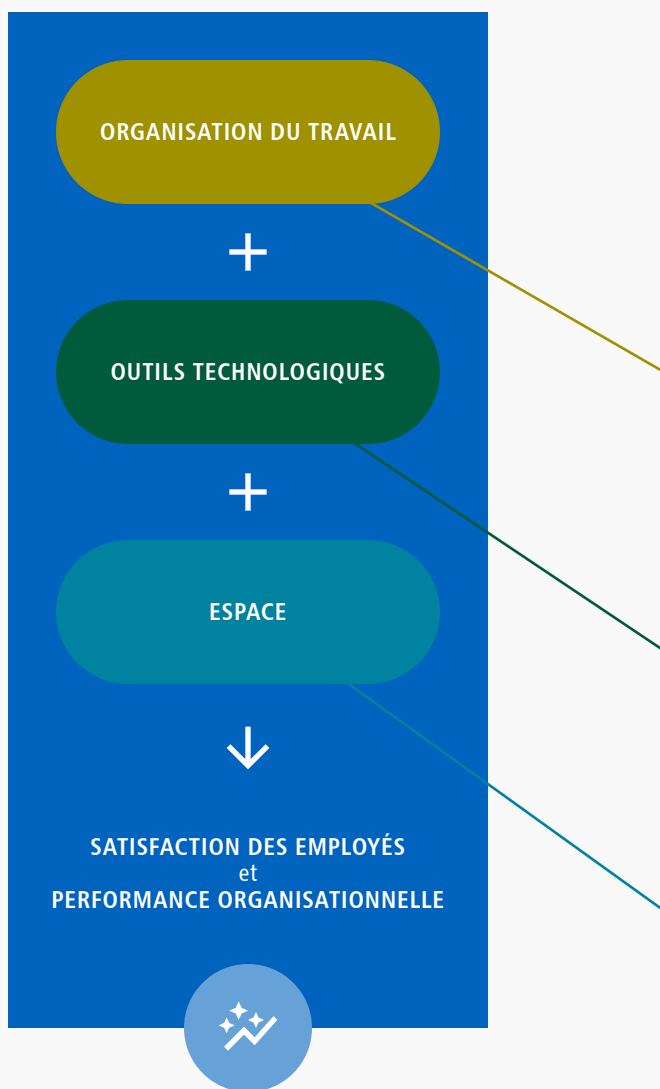 ORGANISATION DU TRAVAIL
+
OUTILS TECHNOLOGIQUES
+
ESPACE
SATISFACTION DES EMPLOYÉS
et
PERFORMANCE ORGANISATIONNELLE